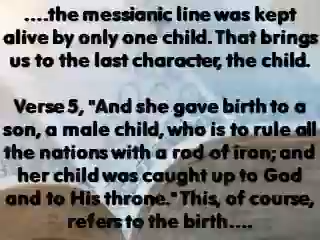 ....the messianic line was kept
alive by only one child. That brings
us to the last character, the child.
Verse 5, "And she gave birth to a
son, a male child, who is to rule all
the nations with a rod of iron; and
her child was caught up to God
and to His throne." This, of course,
refers to the birth....